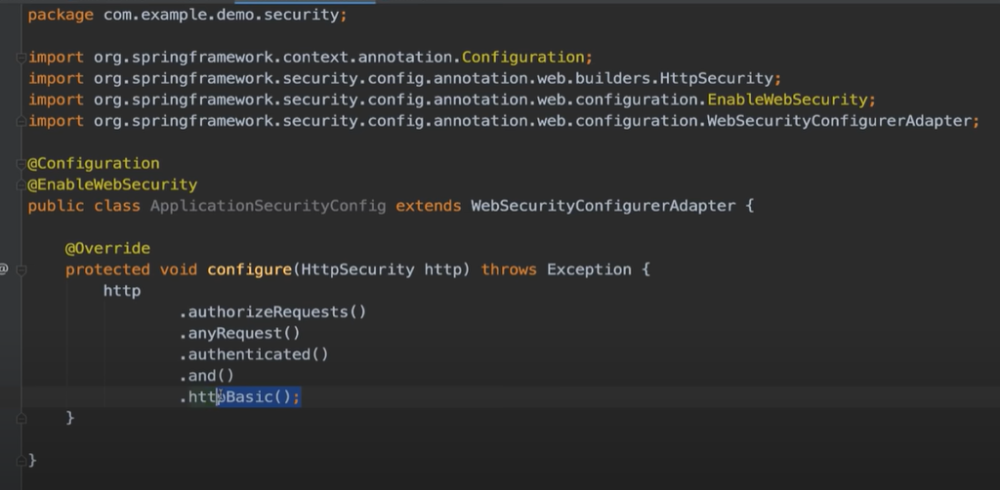 package com.example.demo.security;
import org.springframework.context.annotation.Configuration;
import org.springframework.security.config.annotation.web.builders.HttpSecurity;
import org.springframework.security.config.annotation.web.configuration.EnableWebSecurity;
import org.springframework.security.config.annotation.web.configuration.WebSecurityConfigurerAdapter;
@Configuration
@EnableWebSecurity
public class ApplicationSecurityConfig extends WebSecurityConfigurerAdapter {
@Override
@ protected void configure(HttpSecurity http) throws Exception {
http
.authorizeRequests()
.anyRequest()
.authenticated()
.and()
.httpBasic();
}
}